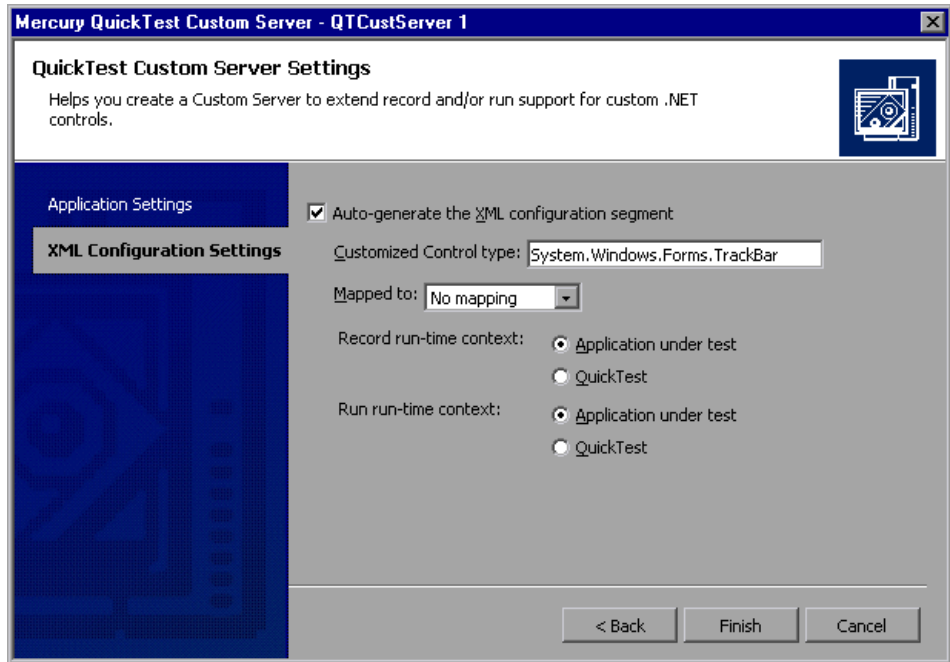 Mercury QuickTest Custom Server - QTCustServer 1
QuickTest Custom Server Settings
Helps you create a Custom Server to extend record and/or run support for custom .NET
controls.
Application Settings
XML Configuration Settings
Auto-generate the XML configuration segment
Customized Control type: System.Windows.Forms.TrackBar
Mapped to: No mapping
Record run-time context: Application under test
QuickTest
Run run-time context: Application under test
QuickTest
< Back Finish Cancel